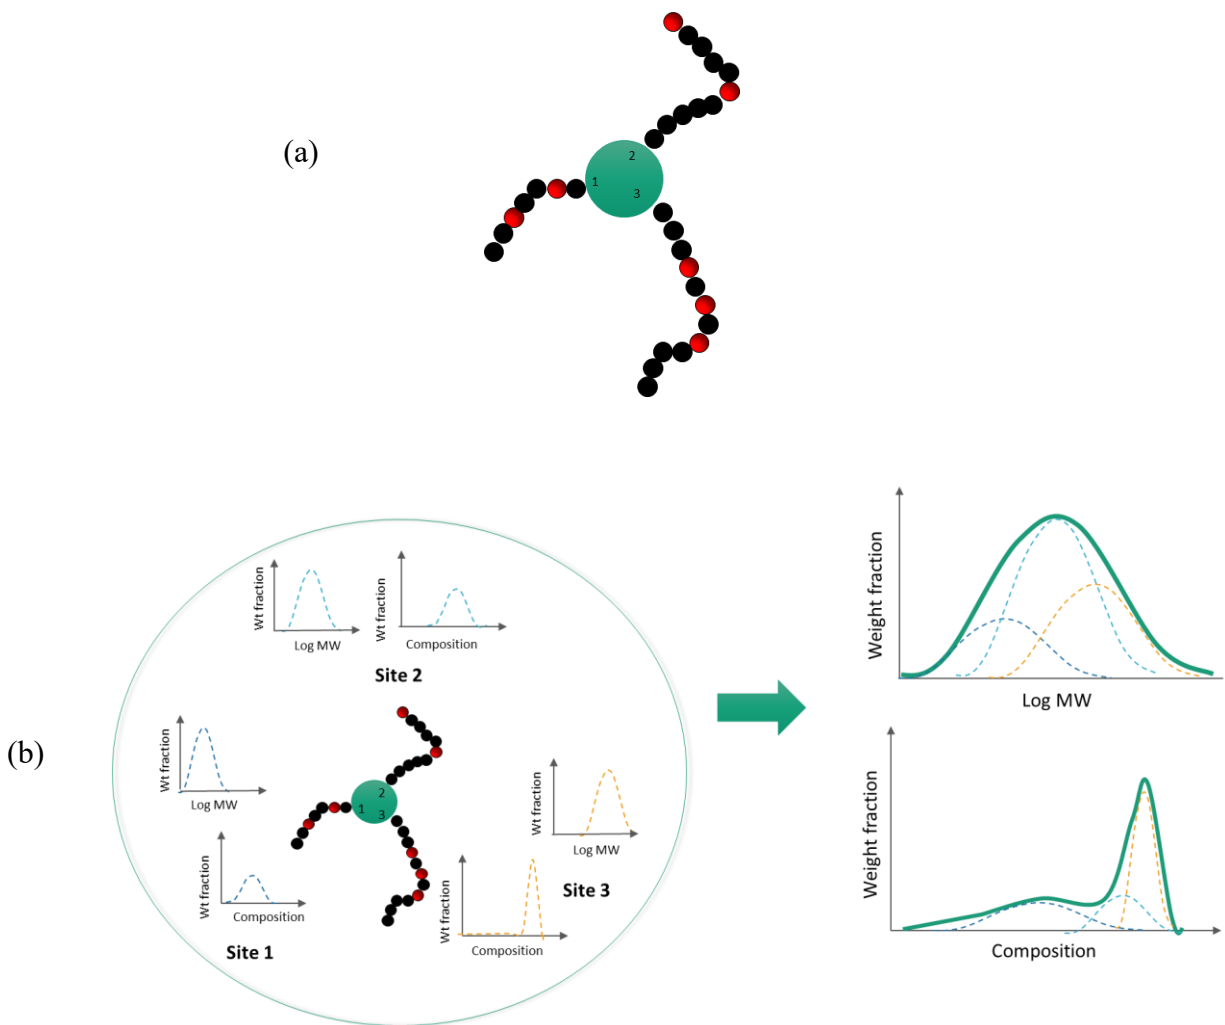 (a)
2
1
3
(b)
Wt fraction
Log MW
Wt fraction
Composition
Site 2
Wt fraction
Log MW
Wt fraction
Composition
Site 1
2
1
3
Wt fraction
Log MW
Site 3
Wt fraction
Composition
Weight fraction
Log MW
Weight fraction
Composition